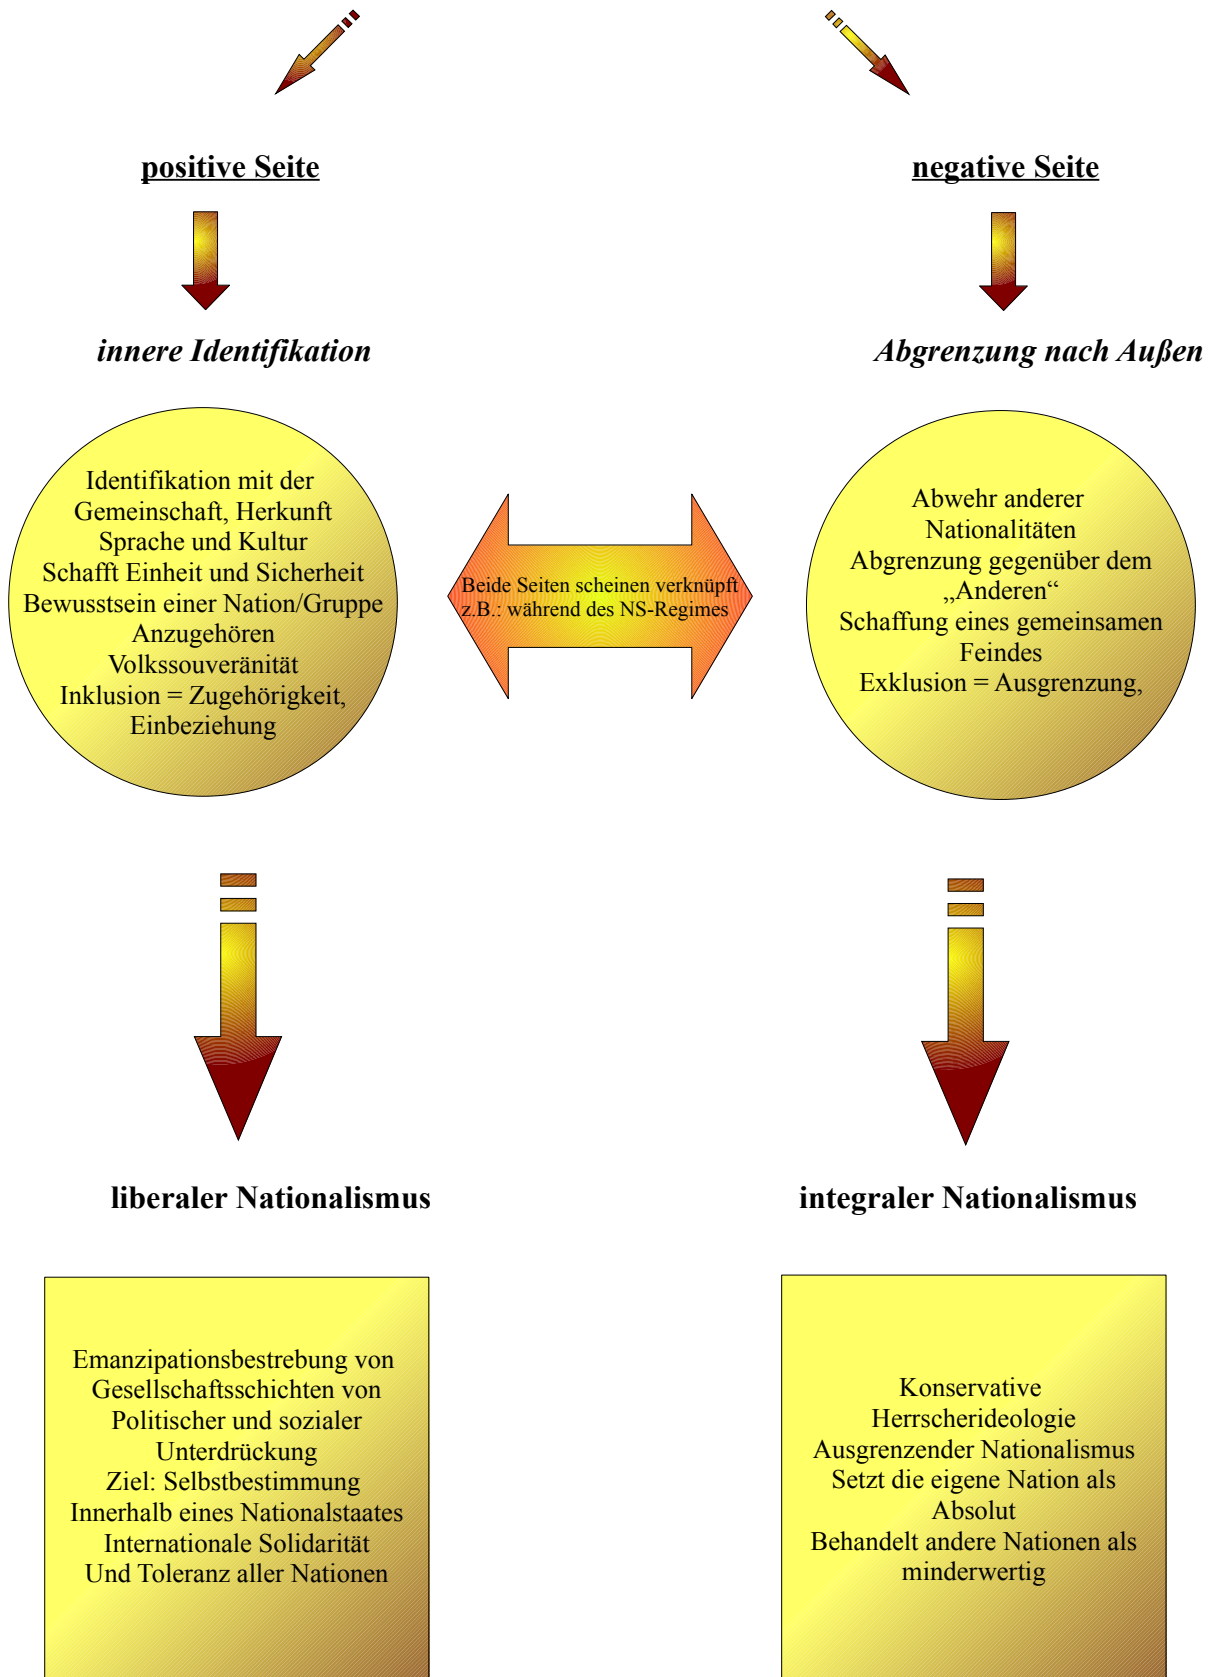 positive Seite
negative Seite
innere Identifikation
Abgrenzung nach Außen
Identifikation mit der
Gemeinschaft, Herkunft
Sprache und Kultur
Schafft Einheit und Sicherheit
Bewusstsein einer Nation/Gruppe
Anzugehören
Volkssouveränität
Inklusion = Zugehörigkeit,
Einbeziehung
Beide Seiten scheinen verknüpft
z.B.: während des NS-Regimes
Abwehr anderer
Nationalitäten
Abgrenzung gegenüber dem
„Anderen“
Schaffung eines gemeinsamen
Feindes
Exklusion = Ausgrenzung,
liberaler Nationalismus
integraler Nationalismus
Emanzipationsbestrebung von
Gesellschaftsschichten von
Politischer und sozialer
Unterdrückung
Ziel: Selbstbestimmung
Innerhalb eines Nationalstaates
Internationale Solidarität
Und Toleranz aller Nationen
Konservative
Herrscherideologie
Ausgrenzender Nationalismus
Setzt die eigene Nation als
Absolut
Behandelt andere Nationen als
minderwertig